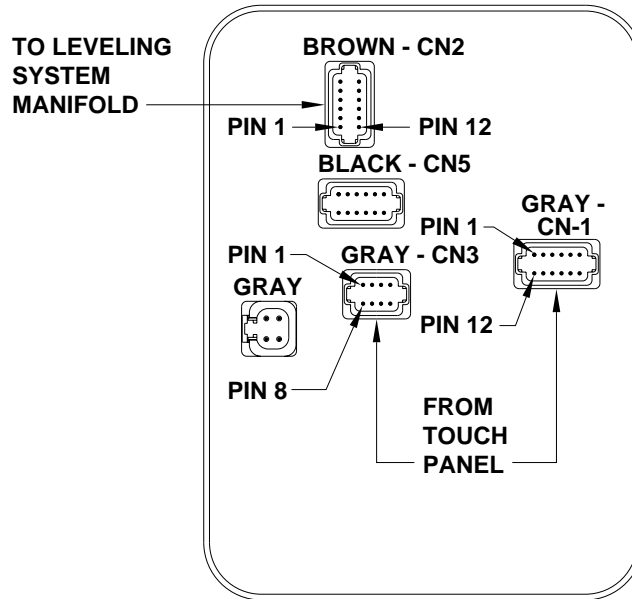 TO LEVELING
SYSTEM
MANIFOLD
BROWN - CN2
PIN 1
PIN 12
BLACK - CN5
GRAY -
CN-1
PIN 1
PIN 12
PIN 1
GRAY - CN3
GRAY
PIN 8
FROM
TOUCH
PANEL